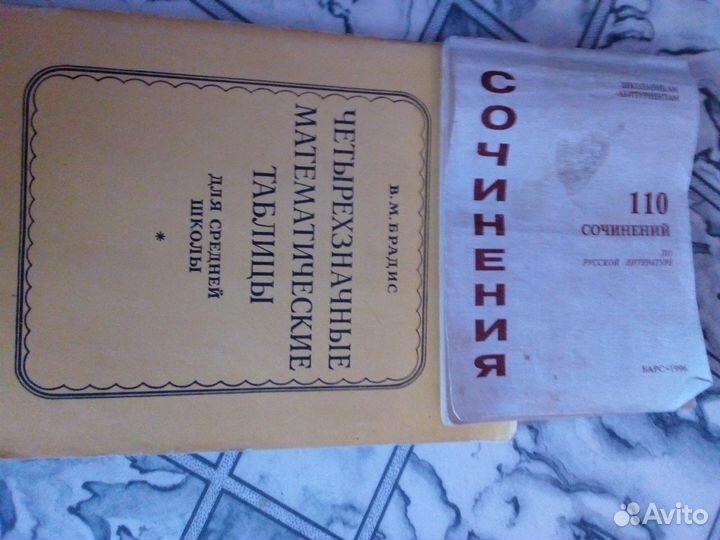 В.М.БРАДИС
ЧЕТЫРЕХЗНАЧНЫЕ
МАТЕМАТИЧЕСКИЕ
ТАБЛИЦЫ
ДЛЯ СРЕДНЕЙ
ШКОЛЫ
*
СОЧИНЕНИЯ
ШКОЛЬНИКАМ
АБИТУРИЕНТАМ
110
СОЧИНЕНИЙ
ПО
РУССКОЙ ЛИТЕРАТУРЕ
БАРС•1996
Avito